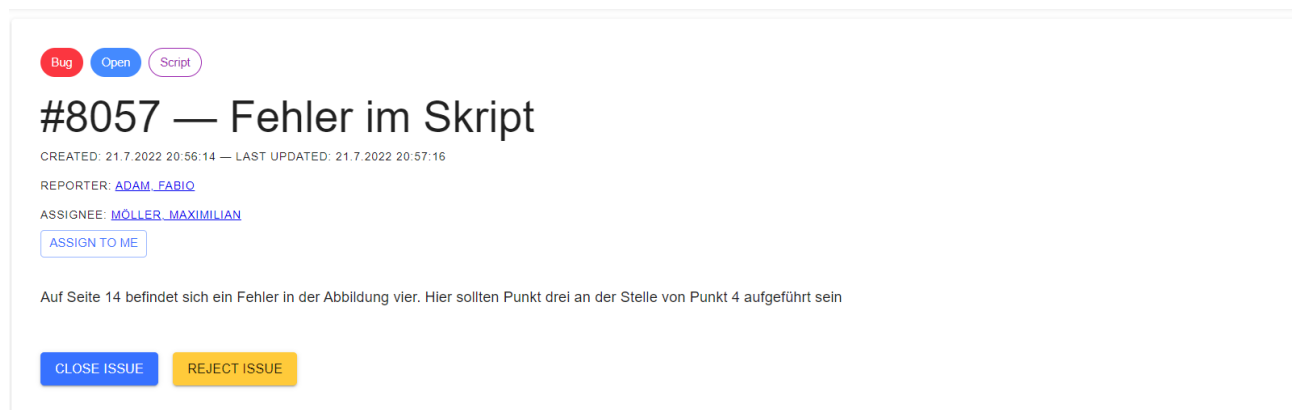 Bug Open Script
#8057 — Fehler im Skript
CREATED: 21.7.2022 20:56:14 — LAST UPDATED: 21.7.2022 20:57:16
REPORTER: ADAM, FABIO
ASSIGNEE: MÖLLER, MAXIMILIAN
ASSIGN TO ME
Auf Seite 14 befindet sich ein Fehler in der Abbildung vier. Hier sollten Punkt drei an der Stelle von Punkt 4 aufgeführt sein
CLOSE ISSUE REJECT ISSUE